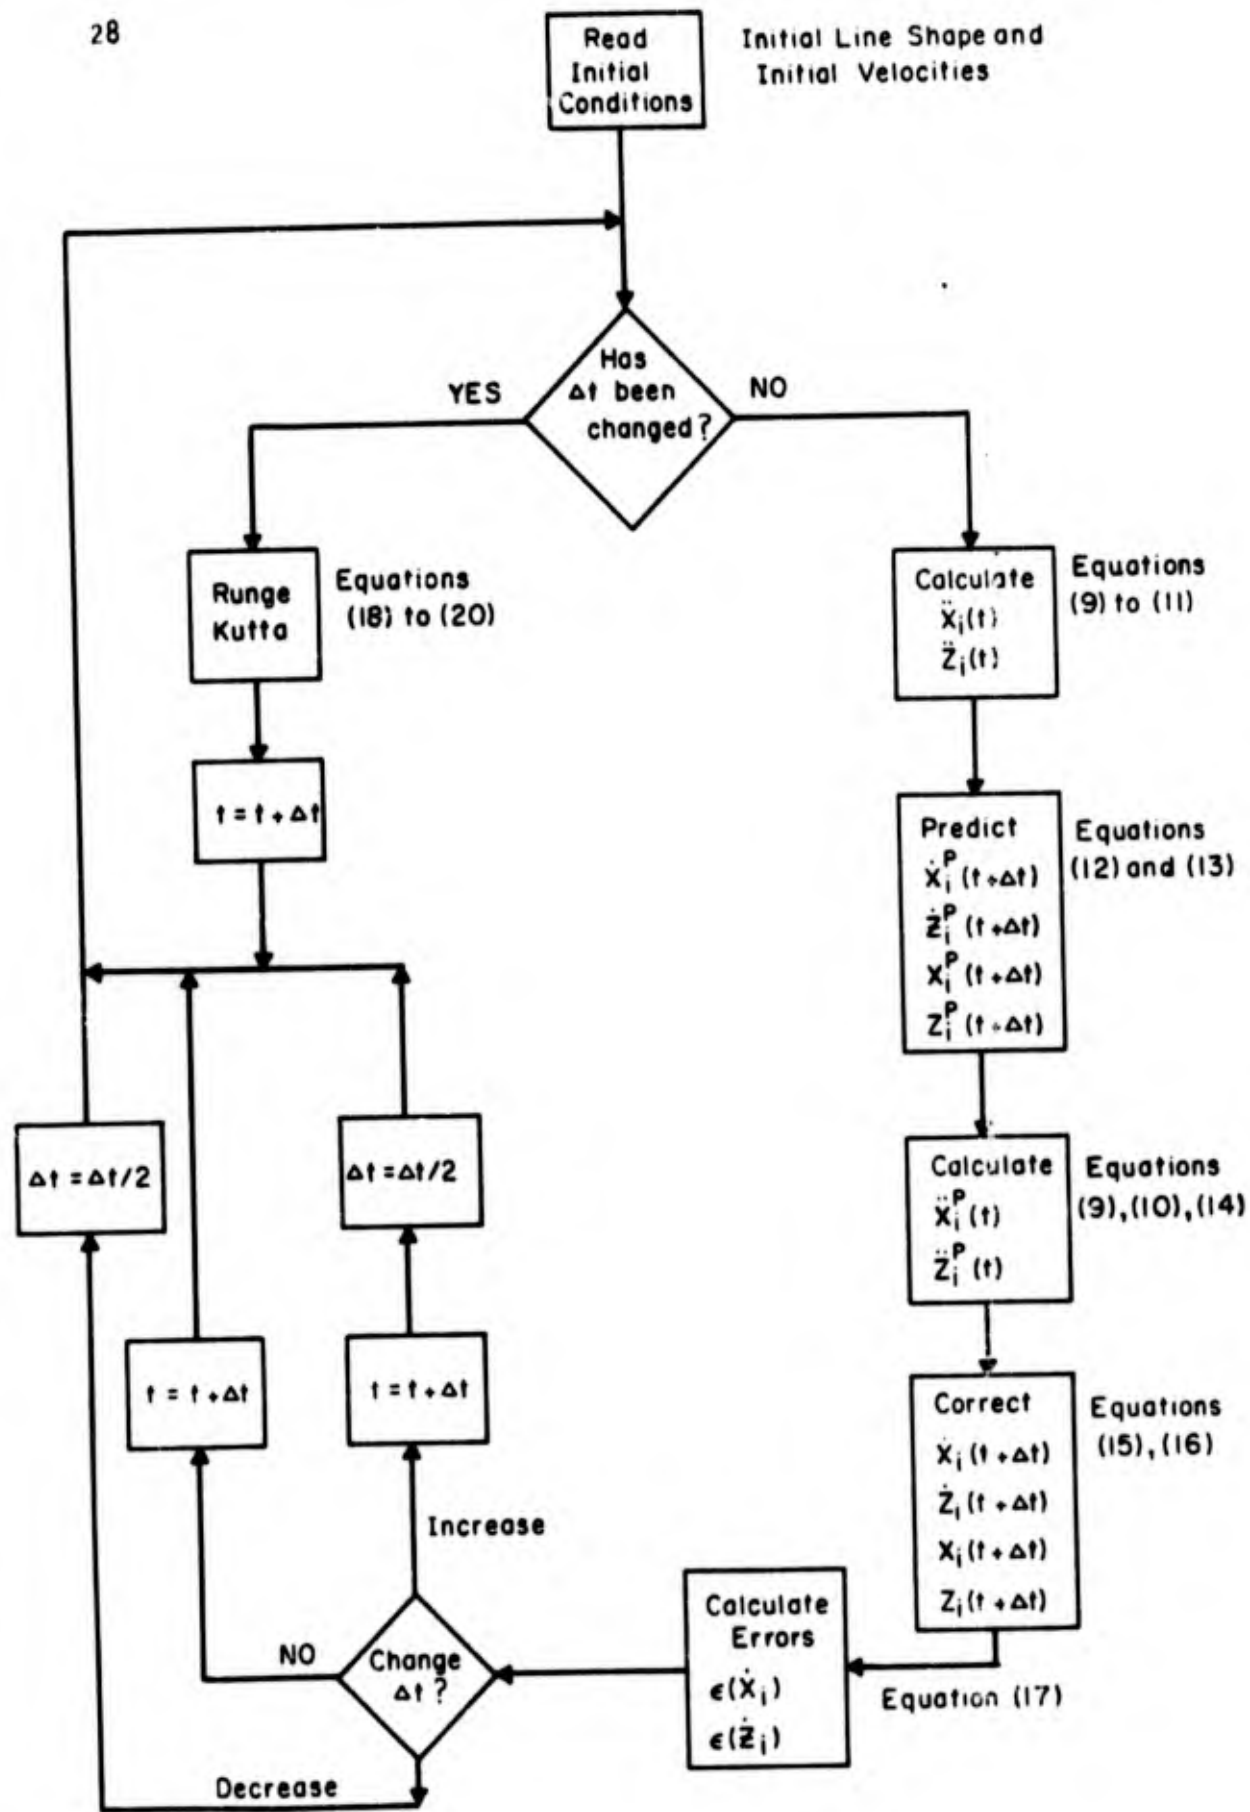 28
Read
Initial
Conditions
Initial Line Shape and
Initial Velocities
Has
Δt been
changed?
YES
NO
Runge
Kutta
Equations
(18) to (20)
Calculate
Ẍᵢ(t)
Z̈ᵢ(t)
Equations
(9) to (11)
t = t + Δt
Predict
Ẋᵢᴾ (t+Δt)
Żᵢᴾ (t+Δt)
Xᵢᴾ (t+Δt)
Zᵢᴾ (t+Δt)
Equations
(12) and (13)
Δt = Δt/2
Δt = Δt/2
Calculate
Ẍᵢᴾ (t)
Z̈ᵢᴾ (t)
Equations
(9), (10), (14)
t = t + Δt
t = t + Δt
Correct
Ẋᵢ (t + Δt)
Żᵢ (t + Δt)
Xᵢ (t + Δt)
Zᵢ (t + Δt)
Equations
(15), (16)
Increase
NO
Change
Δt?
Decrease
Calculate
Errors
ϵ(Ẋᵢ)
ϵ(Żᵢ)
Equation (17)